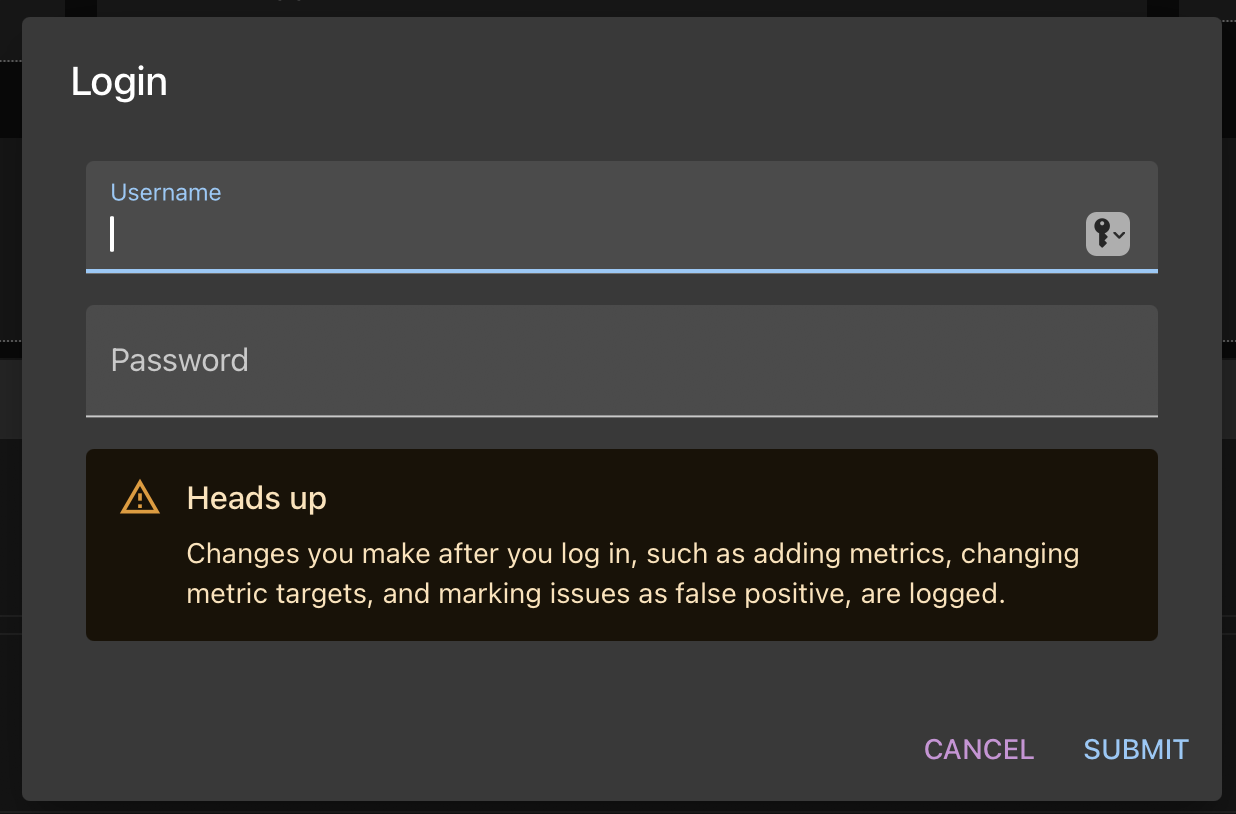 Login
Username
Password
Heads up
Changes you make after you log in, such as adding metrics, changing
metric targets, and marking issues as false positive, are logged.
CANCEL SUBMIT